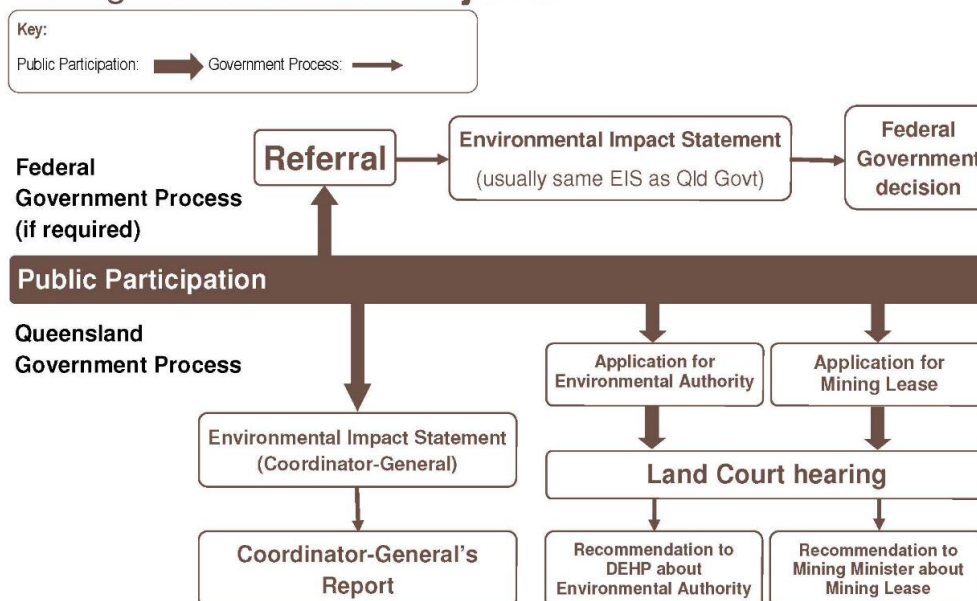 Key:
Public Participation:
Government Process:
Federal
Government Process
(if required)
Referral
Environmental Impact Statement
(usually same EIS as Qld Govt)
Federal
Government
decision
Public Participation
Queensland
Government Process
Application for
Environmental Authority
Application for
Mining Lease
Environmental Impact Statement
(Coordinator-General)
Land Court hearing
Coordinator-General's
Report
Recommendation to
DEHP about
Environmental Authority
Recommendation to
Mining Minister about
Mining Lease